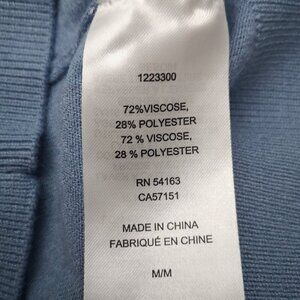 1223300
72%VISCOSE,
28% POLYESTER
72 % VISCOSE,
28 % POLYESTER
RN 54163
CA57151
MADE IN CHINA
FABRIQUÉ EN CHINE
M/M